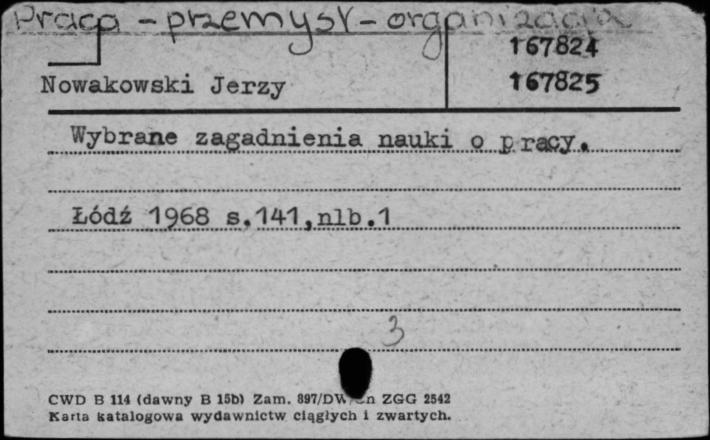 Praca - przemysł - organizacja
167824
Nowakowski Jerzy 167825
Wybrane zagadnienia nauki o pracy.
Łódź 1968 s.141,nlb.1
3
CWD B 114 (dawny B 15b) Zam. 897/DW ZGG 2542
Karta katalogowa wydawnictw ciągłych i zwartych.